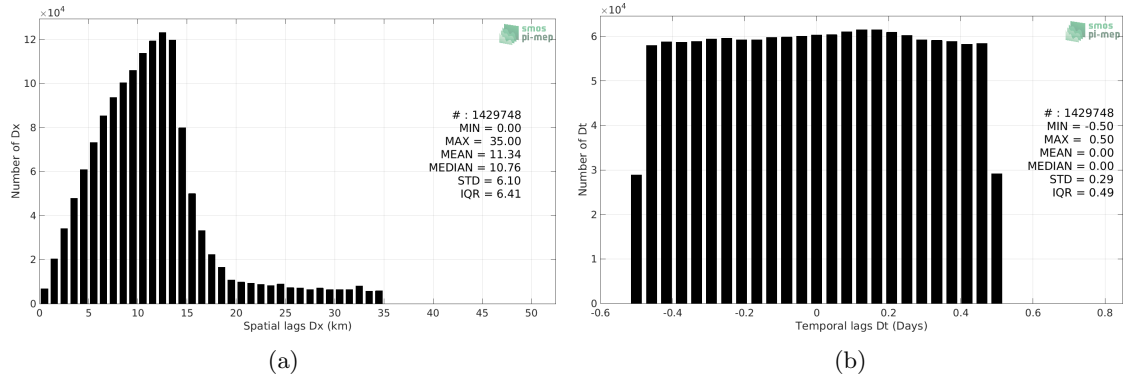 ×10⁴
12
10
8
6
4
2
0
Number of Dx
0 5 10 15 20 25 30 35 40 45 50
Spatial lags Dx (km)
smos
pi-mep
# : 1429748
MIN = 0.00
MAX = 35.00
MEAN = 11.34
MEDIAN = 10.76
STD = 6.10
IQR = 6.41
(a)
×10⁴
6
5
4
3
2
1
0
Number of Dt
-0.6 -0.4 -0.2 0 0.2 0.4 0.6 0.8
Temporal lags Dt (Days)
smos
pi-mep
# : 1429748
MIN = -0.50
MAX = 0.50
MEAN = 0.00
MEDIAN = 0.00
STD = 0.29
IQR = 0.49
(b)